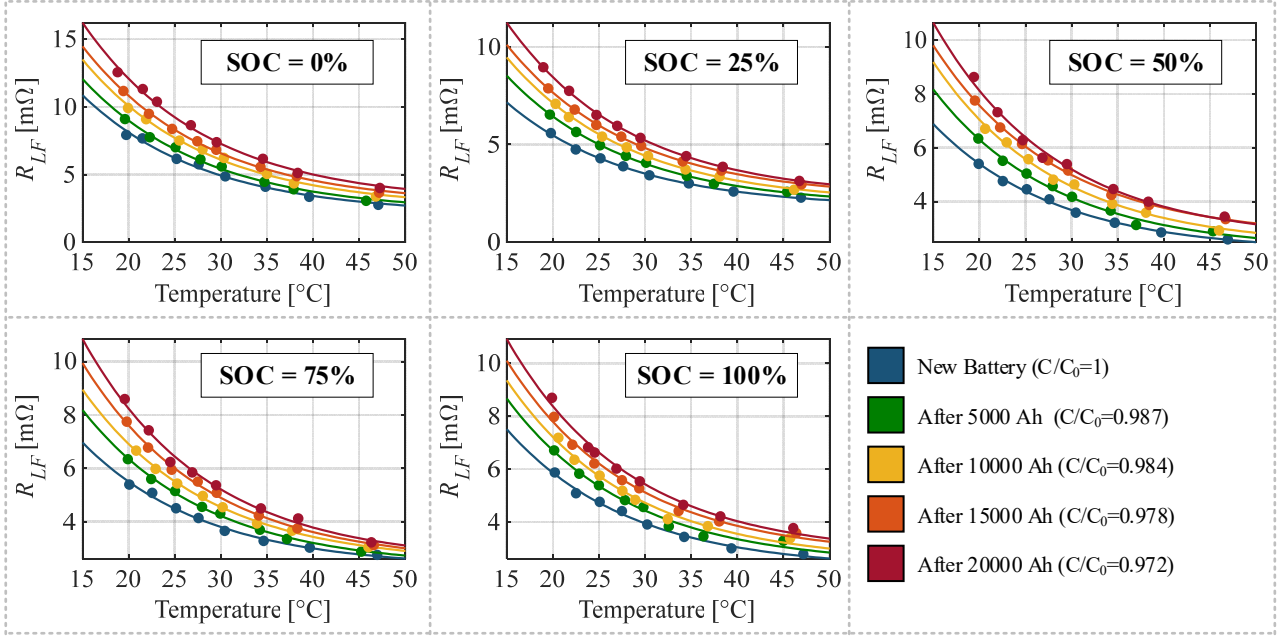 SOC = 0%
R_LF [mΩ]
15
10
5
0
15 20 25 30 35 40 45 50
Temperature [°C]
SOC = 25%
R_LF [mΩ]
10
5
0
15 20 25 30 35 40 45 50
Temperature [°C]
SOC = 50%
R_LF [mΩ]
10
8
6
4
15 20 25 30 35 40 45 50
Temperature [°C]
SOC = 75%
R_LF [mΩ]
10
8
6
4
15 20 25 30 35 40 45 50
Temperature [°C]
SOC = 100%
R_LF [mΩ]
10
8
6
4
15 20 25 30 35 40 45 50
Temperature [°C]
New Battery (C/C₀=1)
After 5000 Ah (C/C₀=0.987)
After 10000 Ah (C/C₀=0.984)
After 15000 Ah (C/C₀=0.978)
After 20000 Ah (C/C₀=0.972)